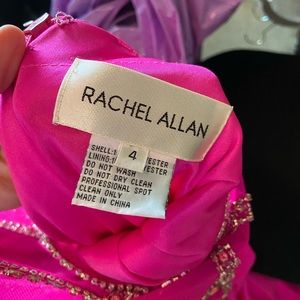 RACHEL ALLAN
4
SHELL:
LINING:
DO NOT WASH
DO NOT DRY CLEAN
PROFESSIONAL SPOT
CLEAN ONLY
MADE IN CHINA